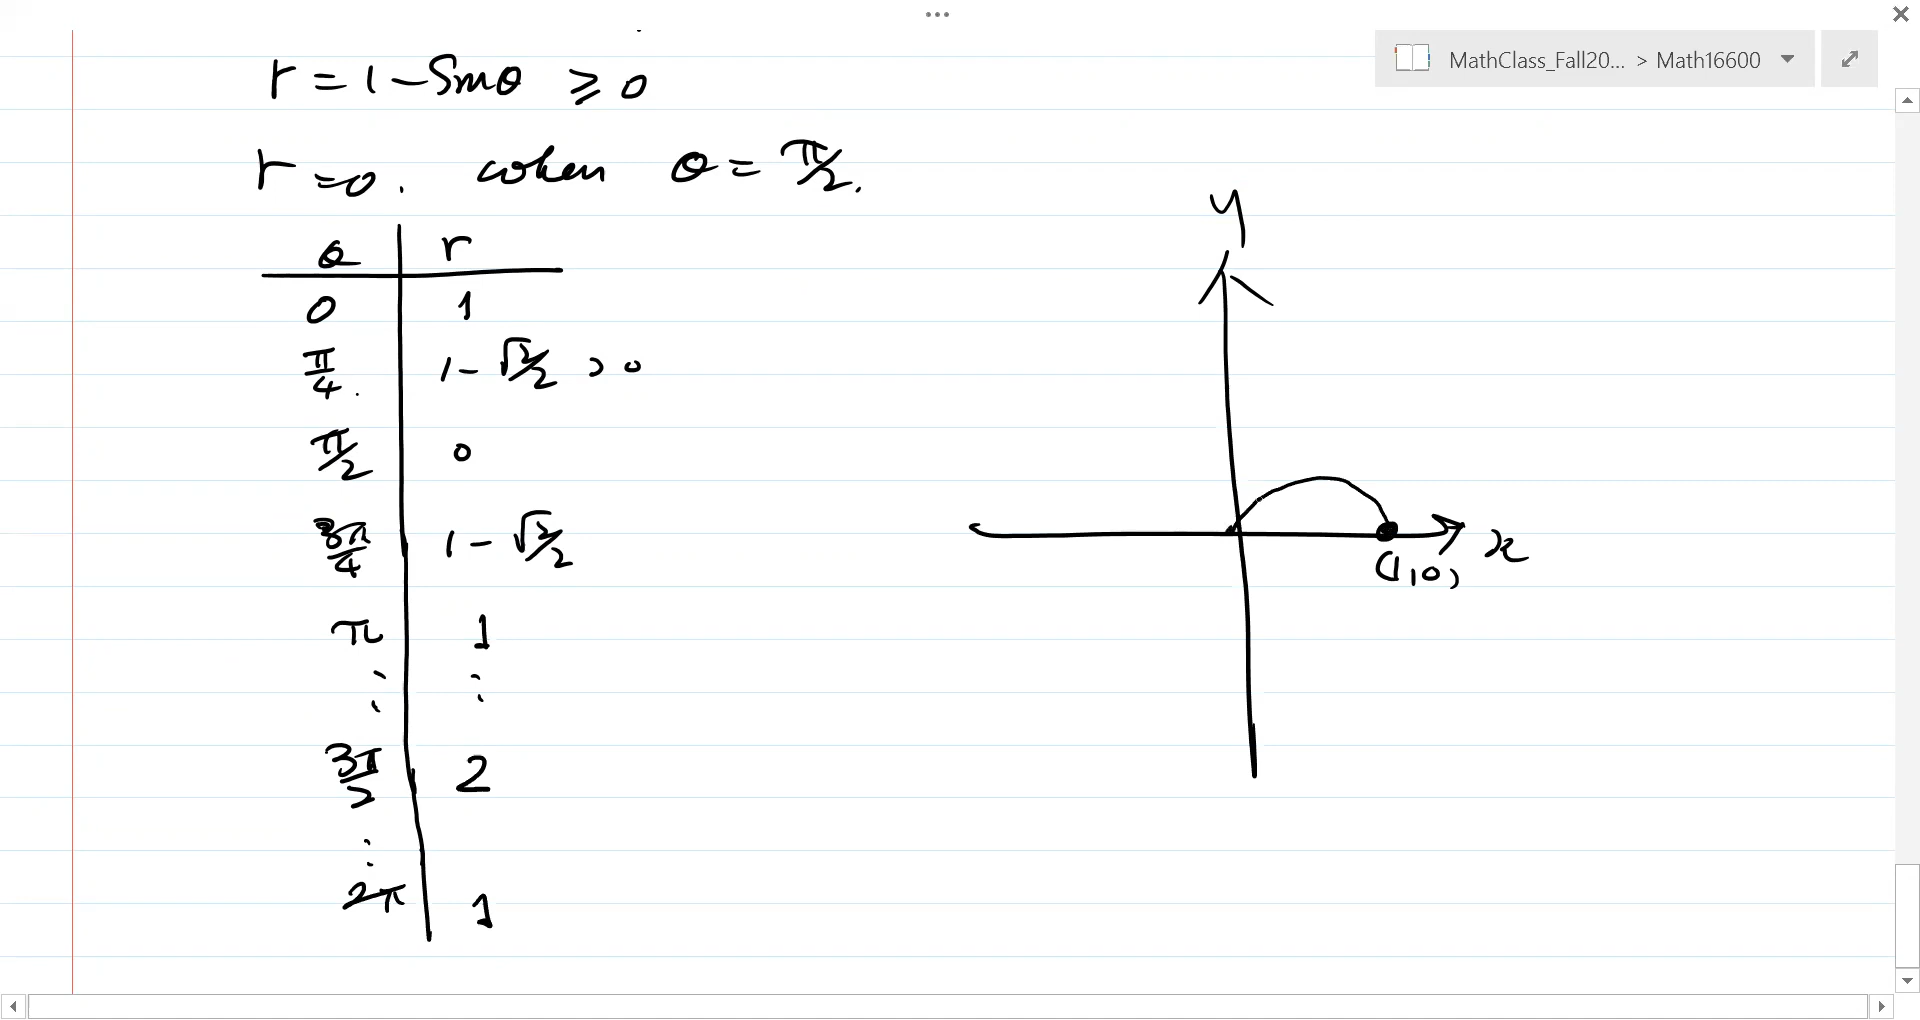 MathClass_Fall20... > Math16600
r = 1 - Sinθ ⩾ 0
r = 0. when θ = π/2.
θ r
0 1
π/4. 1 - √2/2 > 0
π/2 0
3π/4 1 - √2/2
π 1
⋮ ⋮
3π/2 2
⋮
2π 1
y
x
(1,0)